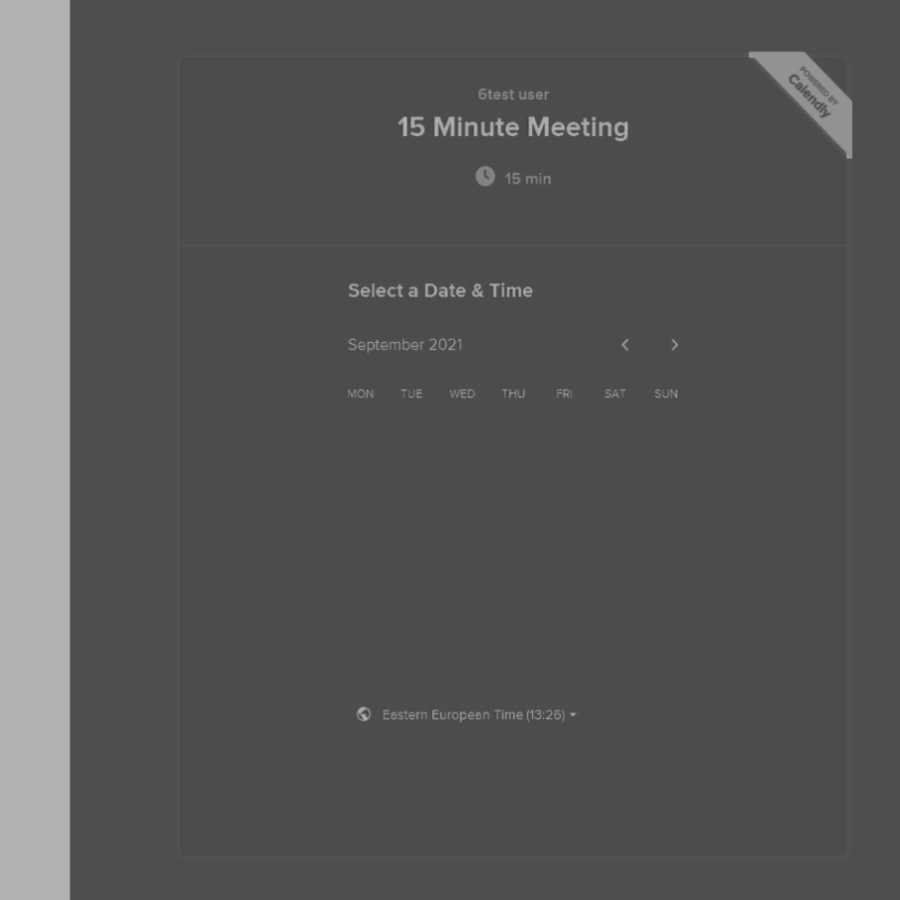 POWERED BY
Calendly
6test user
15 Minute Meeting
15 min
Select a Date & Time
September 2021
MON TUE WED THU FRI SAT SUN
Eastern European Time (13:26)